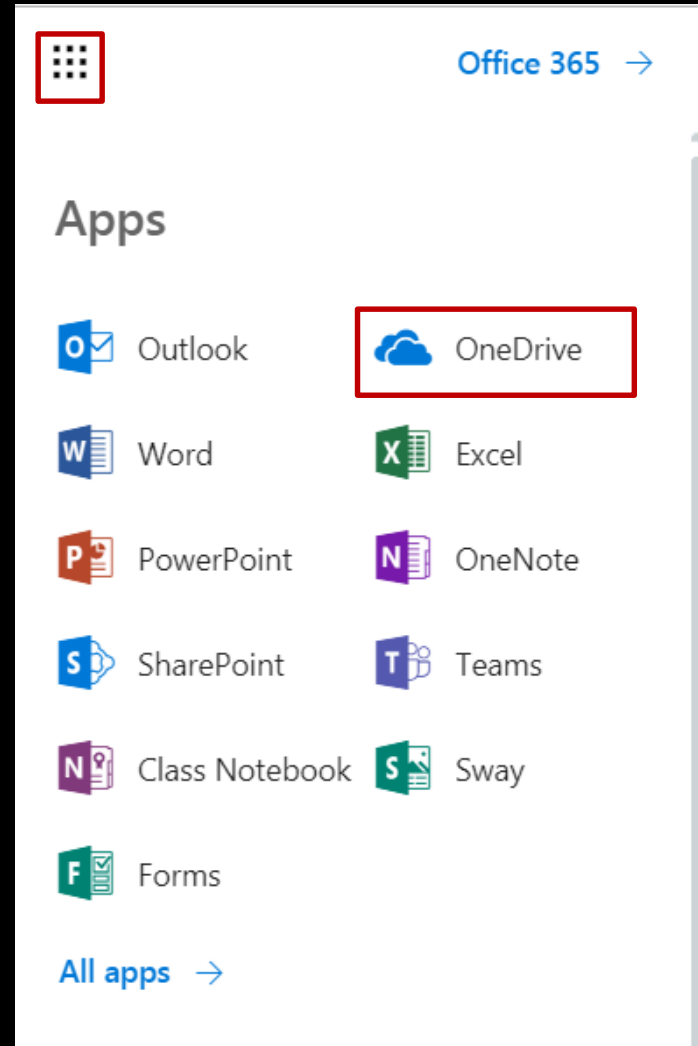 Office 365 →
Apps
Outlook
OneDrive
Word
Excel
PowerPoint
OneNote
SharePoint
Teams
Class Notebook
Sway
Forms
All apps →